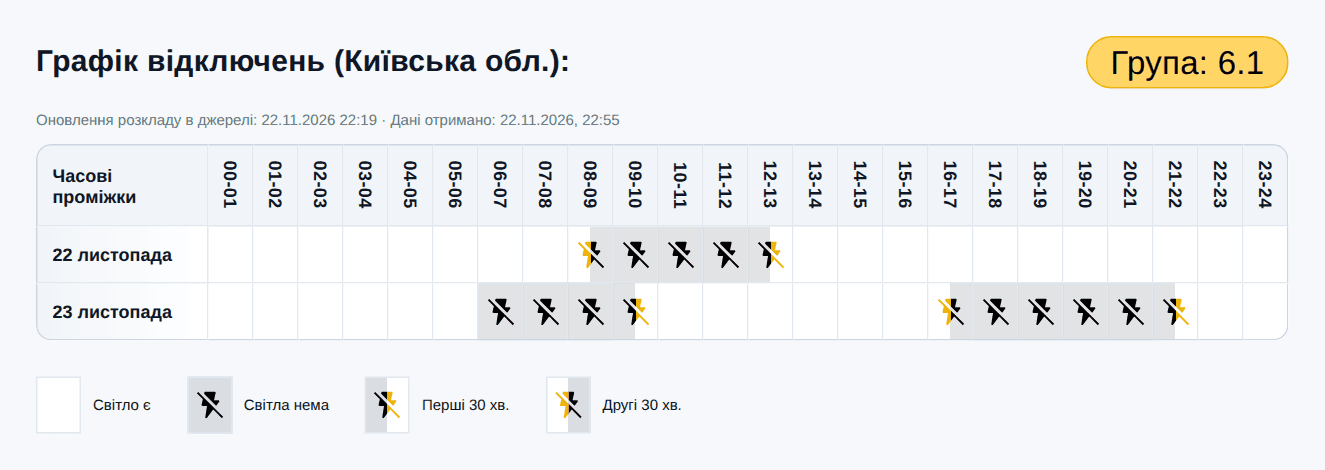 Графік відключень (Київська обл.):
Група: 6.1
Оновлення розкладу в джерелі: 22.11.2026 22:19 · Дані отримано: 22.11.2026, 22:55
Часові
проміжки
00-01
01-02
02-03
03-04
04-05
05-06
06-07
07-08
08-09
09-10
10-11
11-12
12-13
13-14
14-15
15-16
16-17
17-18
18-19
19-20
20-21
21-22
22-23
23-24
22 листопада
23 листопада
Світло є
Світла нема
Перші 30 хв.
Другі 30 хв.